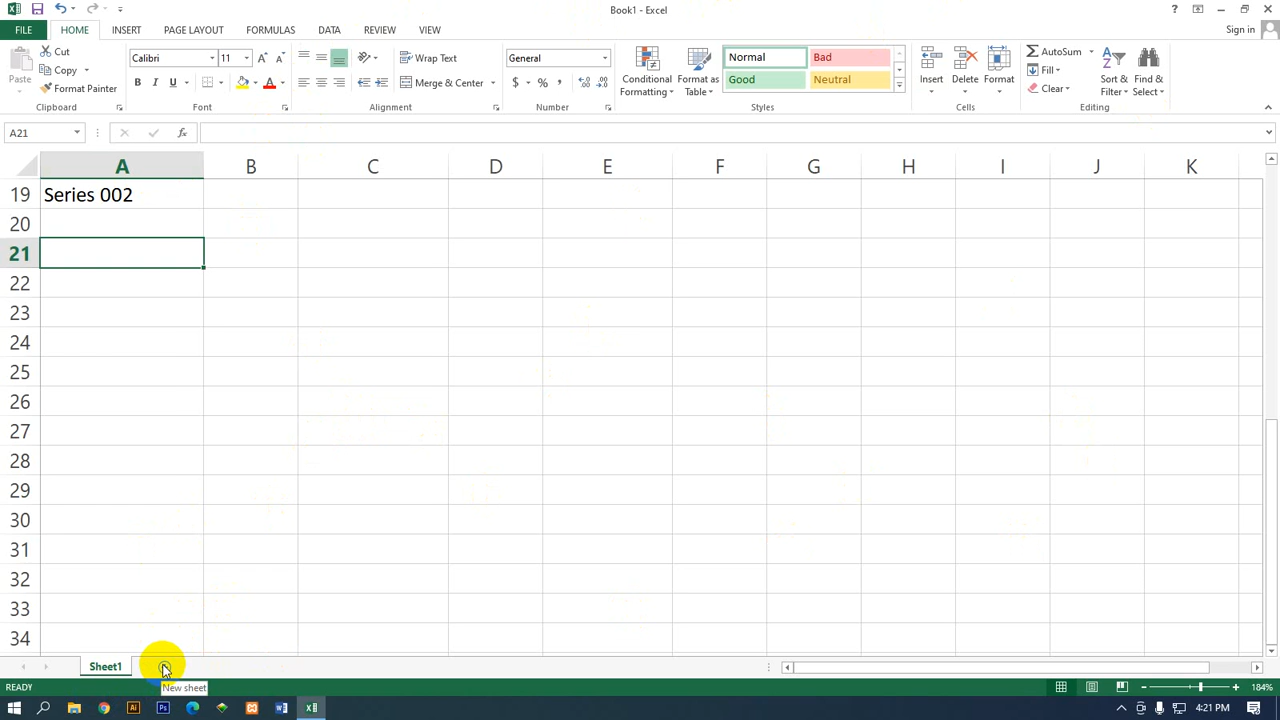 Book1 - Excel
FILE HOME INSERT PAGE LAYOUT FORMULAS DATA REVIEW VIEW Sign in
Paste Cut Copy Format Painter Clipboard
Calibri 11 B I U Font
Wrap Text Merge & Center Alignment
General $ % , Number
Conditional Formatting Format as Table Normal Bad Good Neutral Styles
Insert Delete Format Cells
AutoSum Fill Clear Sort & Filter Find & Select Editing
A21 fx
A B C D E F G H I J K
19 Series 002
20
21
22
23
24
25
26
27
28
29
30
31
32
33
34
Sheet1
New sheet
READY 184%
4:21 PM